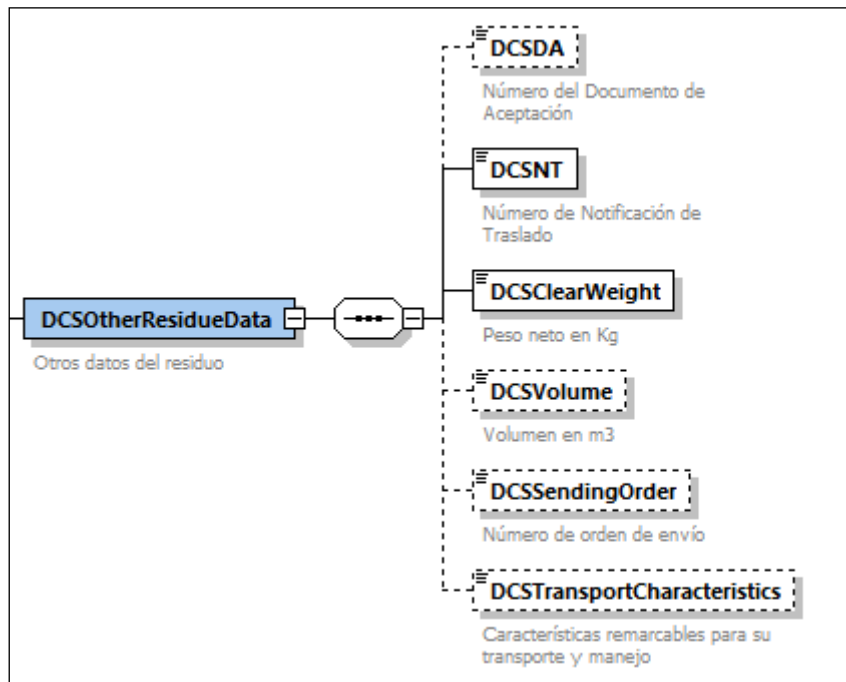 DCSDA
Número del Documento de
Aceptación
DCSNT
Número de Notificación de
Traslado
DCSClearWeight
Peso neto en Kg
DCSOtherResidueData
Otros datos del residuo
DCSVolume
Volumen en m3
DCSSendingOrder
Número de orden de envío
DCSTransportCharacteristics
Características remarcables para su
transporte y manejo